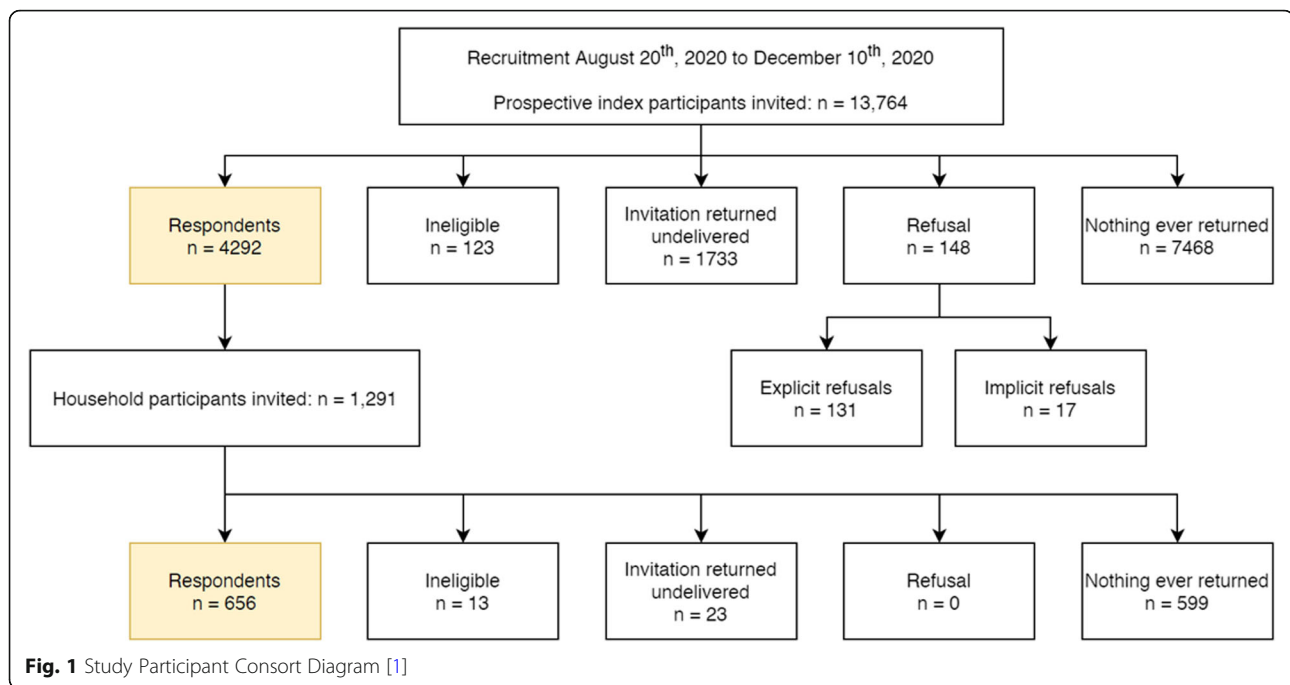 Recruitment August 20th, 2020 to December 10th, 2020
Prospective index participants invited: n = 13,764
Respondents
n = 4292
Ineligible
n = 123
Invitation returned
undelivered
n = 1733
Refusal
n = 148
Nothing ever returned
n = 7468
Household participants invited: n = 1,291
Explicit refusals
n = 131
Implicit refusals
n = 17
Respondents
n = 656
Ineligible
n = 13
Invitation returned
undelivered
n = 23
Refusal
n = 0
Nothing ever returned
n = 599
Fig. 1 Study Participant Consort Diagram [1]